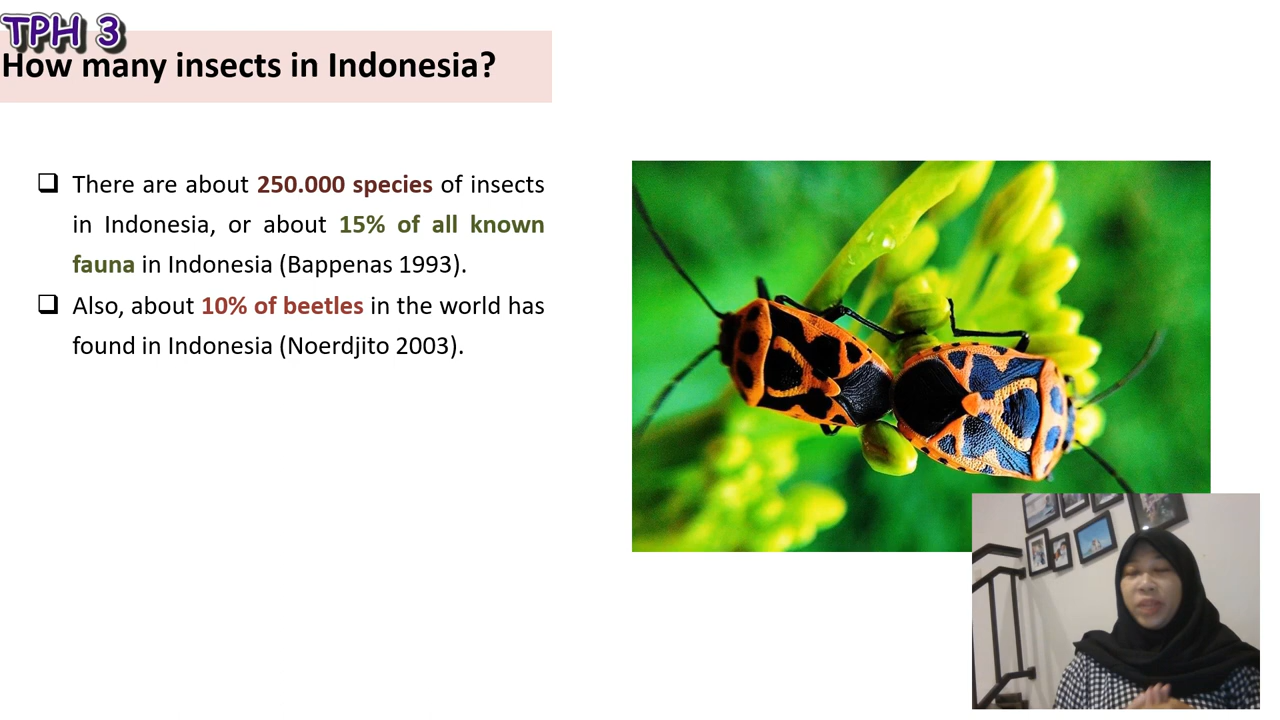 TPH 3
How many insects in Indonesia?
❑ There are about 250.000 species of insects
in Indonesia, or about 15% of all known
fauna in Indonesia (Bappenas 1993).
❑ Also, about 10% of beetles in the world has
found in Indonesia (Noerdjito 2003).